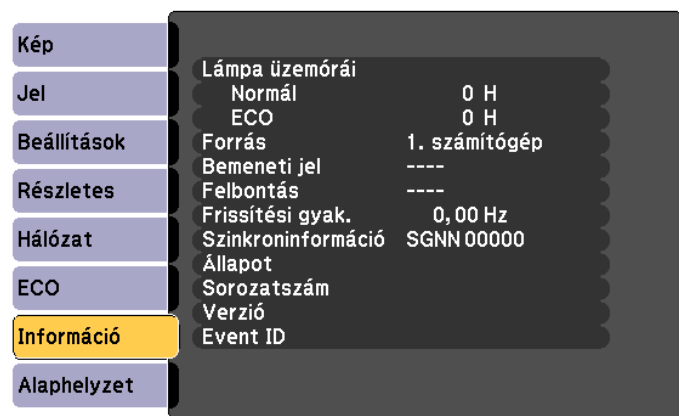 Kép
Jel
Beállítások
Részletes
Hálózat
ECO
Információ
Alaphelyzet
Lámpa üzemórái
Normál 0 H
ECO 0 H
Forrás 1. számítógép
Bemeneti jel ----
Felbontás ----
Frissítési gyak. 0,00 Hz
Szinkroninformáció SGNN 00000
Állapot
Sorozatszám
Verzió
Event ID